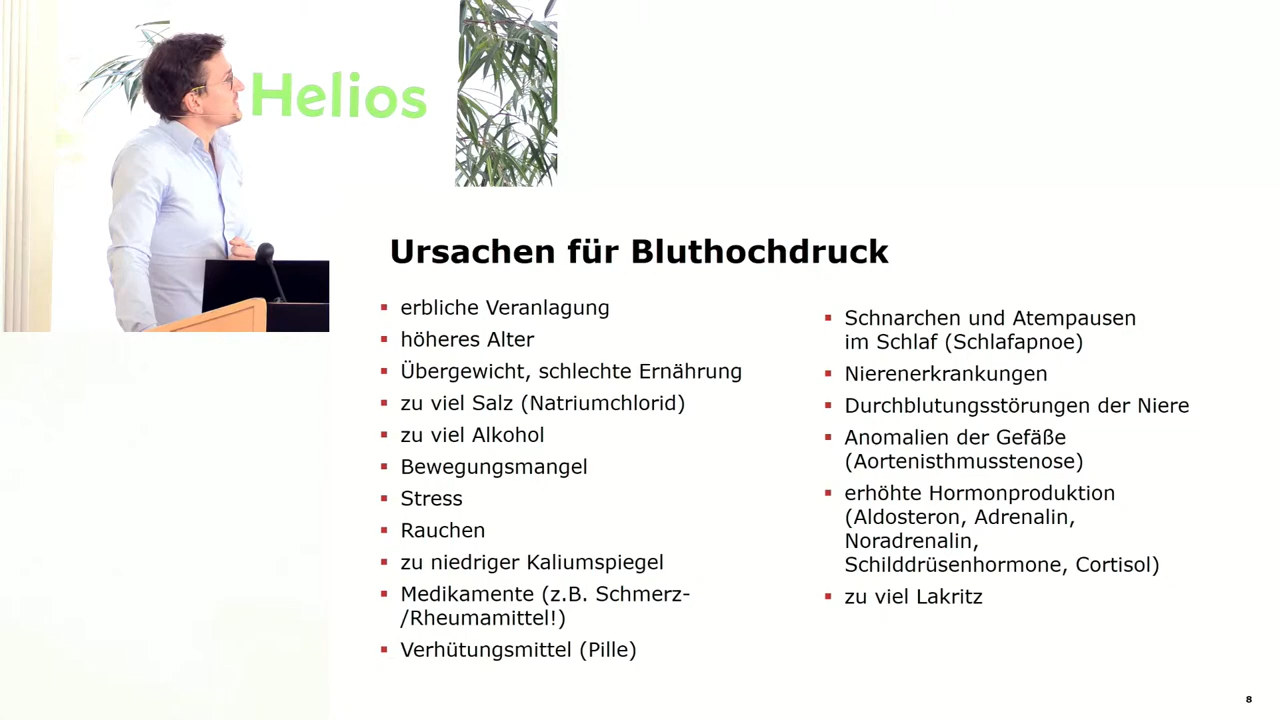 Helios
Ursachen für Bluthochdruck
▪ erbliche Veranlagung
▪ höheres Alter
▪ Übergewicht, schlechte Ernährung
▪ zu viel Salz (Natriumchlorid)
▪ zu viel Alkohol
▪ Bewegungsmangel
▪ Stress
▪ Rauchen
▪ zu niedriger Kaliumspiegel
▪ Medikamente (z.B. Schmerz-
/Rheumamittel!)
▪ Verhütungsmittel (Pille)
▪ Schnarchen und Atempausen
im Schlaf (Schlafapnoe)
▪ Nierenerkrankungen
▪ Durchblutungsstörungen der Niere
▪ Anomalien der Gefäße
(Aortenisthmusstenose)
▪ erhöhte Hormonproduktion
(Aldosteron, Adrenalin,
Noradrenalin,
Schilddrüsenhormone, Cortisol)
▪ zu viel Lakritz
8